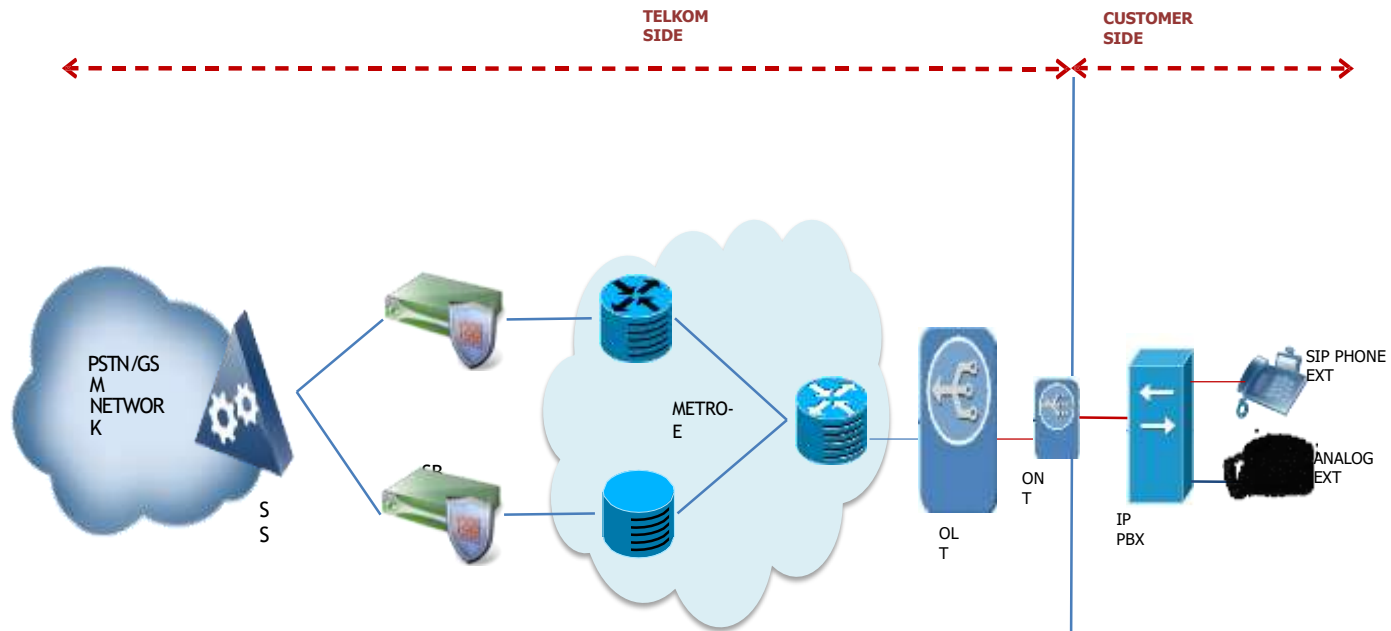 TELKOM
SIDE
CUSTOMER
SIDE
PSTN/GS
M
NETWOR
K
S
S
METRO-
E
OL
T
ON
T
IP
PBX
SIP PHONE
EXT
ANALOG
EXT